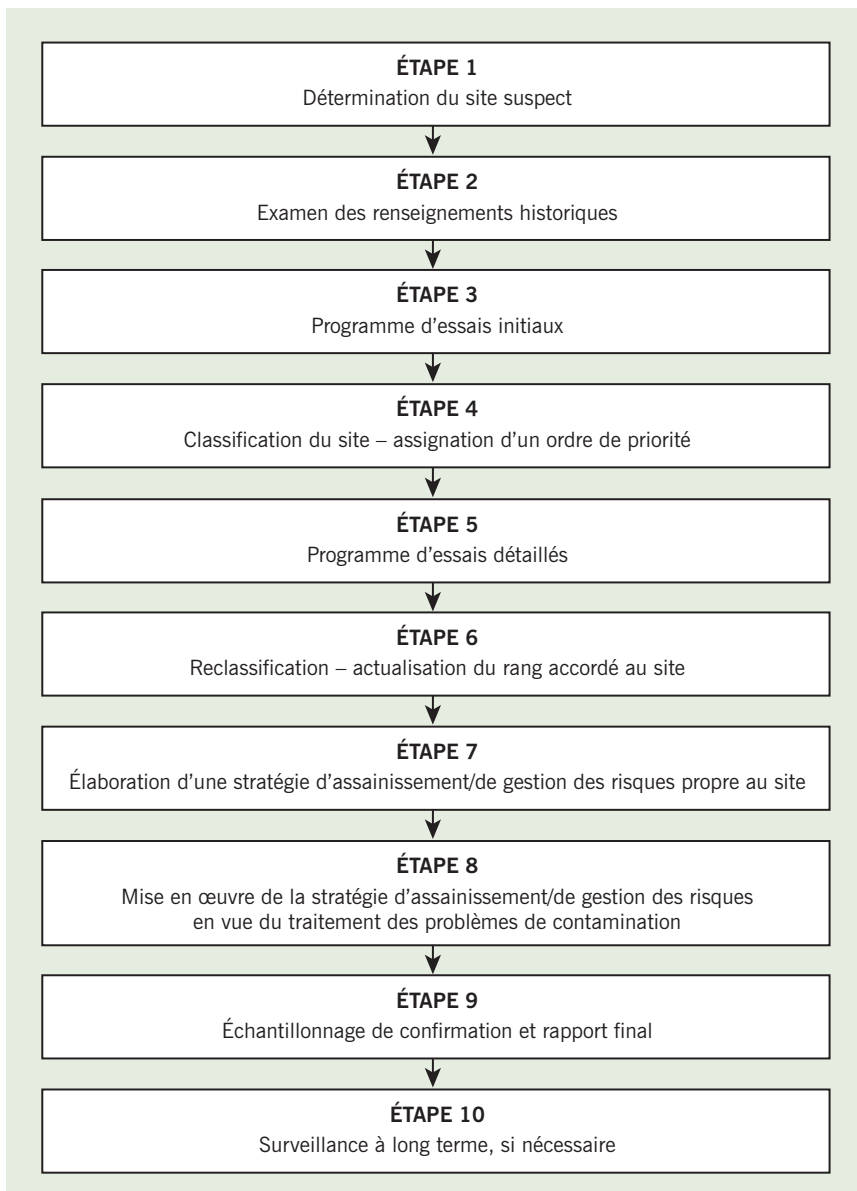 ÉTAPE 1
Détermination du site suspect
ÉTAPE 2
Examen des renseignements historiques
ÉTAPE 3
Programme d'essais initiaux
ÉTAPE 4
Classification du site – assignation d'un ordre de priorité
ÉTAPE 5
Programme d'essais détaillés
ÉTAPE 6
Reclassification – actualisation du rang accordé au site
ÉTAPE 7
Élaboration d'une stratégie d'assainissement/de gestion des risques propre au site
ÉTAPE 8
Mise en œuvre de la stratégie d'assainissement/de gestion des risques
en vue du traitement des problèmes de contamination
ÉTAPE 9
Échantillonnage de confirmation et rapport final
ÉTAPE 10
Surveillance à long terme, si nécessaire